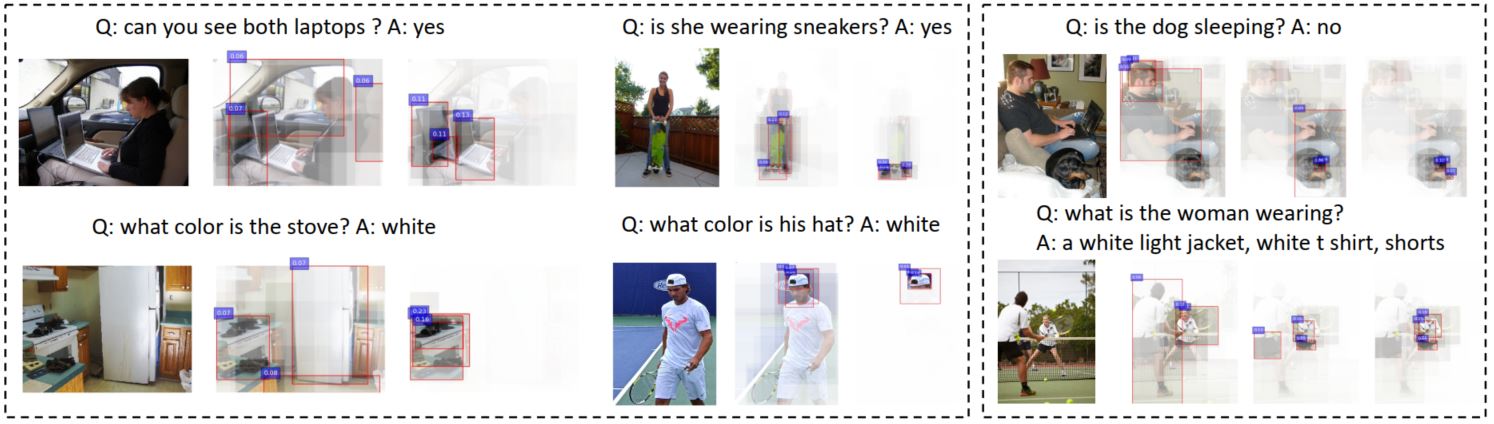 Q: can you see both laptops ? A: yes
0.06
0.06
0.07
0.11
0.13
0.11
Q: is she wearing sneakers? A: yes
Q: what color is the stove? A: white
0.07
0.07
0.08
0.23
0.16
Q: what color is his hat? A: white
Q: is the dog sleeping? A: no
Q: what is the woman wearing?
A: a white light jacket, white t shirt, shorts